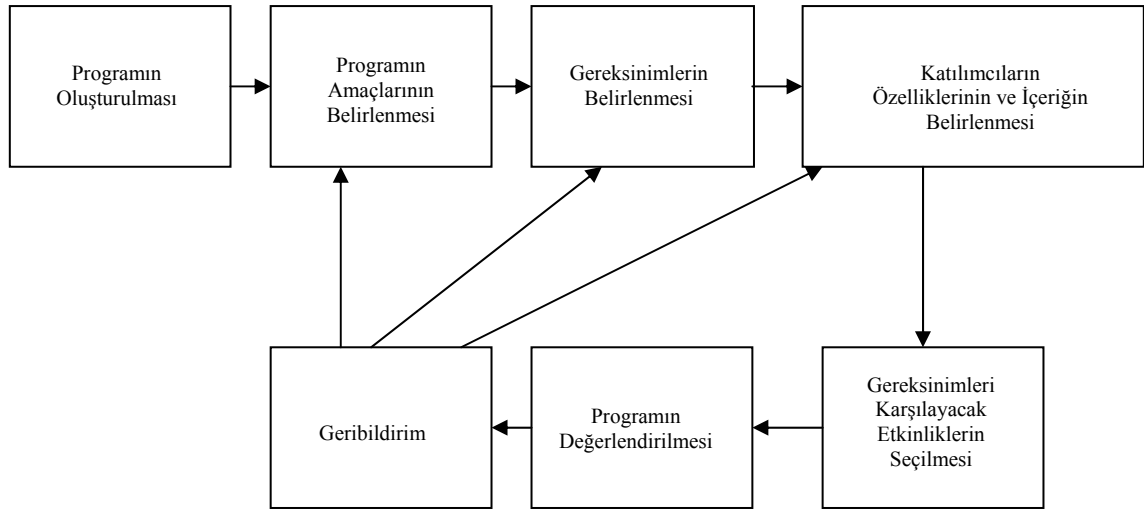 Programın
Oluşturulması
Programın
Amaçlarının
Belirlenmesi
Gereksinimlerin
Belirlenmesi
Katılımcıların
Özelliklerinin ve İçeriğin
Belirlenmesi
Geribildirim
Programın
Değerlendirilmesi
Gereksinimleri
Karşılayacak
Etkinliklerin
Seçilmesi